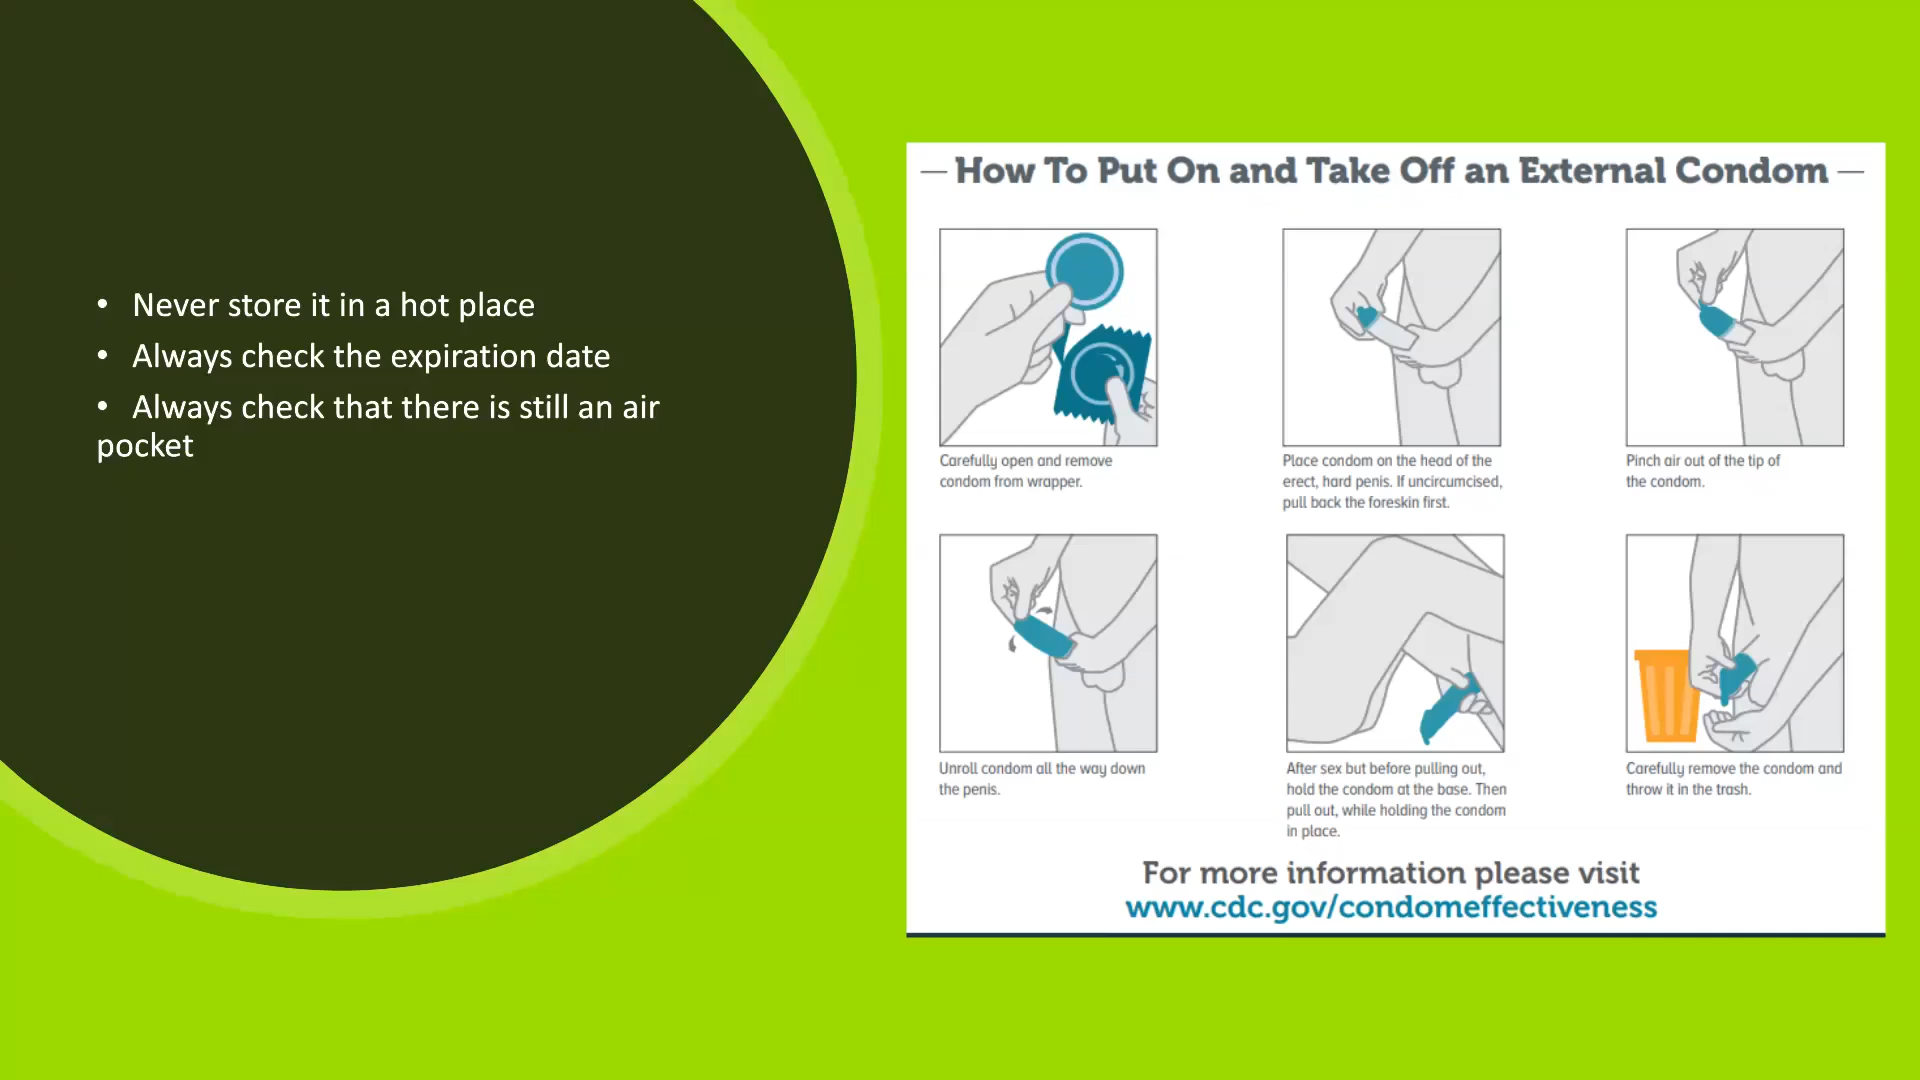 • Never store it in a hot place
• Always check the expiration date
• Always check that there is still an air
pocket
— How To Put On and Take Off an External Condom —
Carefully open and remove
condom from wrapper.
Place condom on the head of the
erect, hard penis. If uncircumcised,
pull back the foreskin first.
Pinch air out of the tip of
the condom.
Unroll condom all the way down
the penis.
After sex but before pulling out,
hold the condom at the base. Then
pull out, while holding the condom
in place.
Carefully remove the condom and
throw it in the trash.
For more information please visit
www.cdc.gov/condomeffectiveness